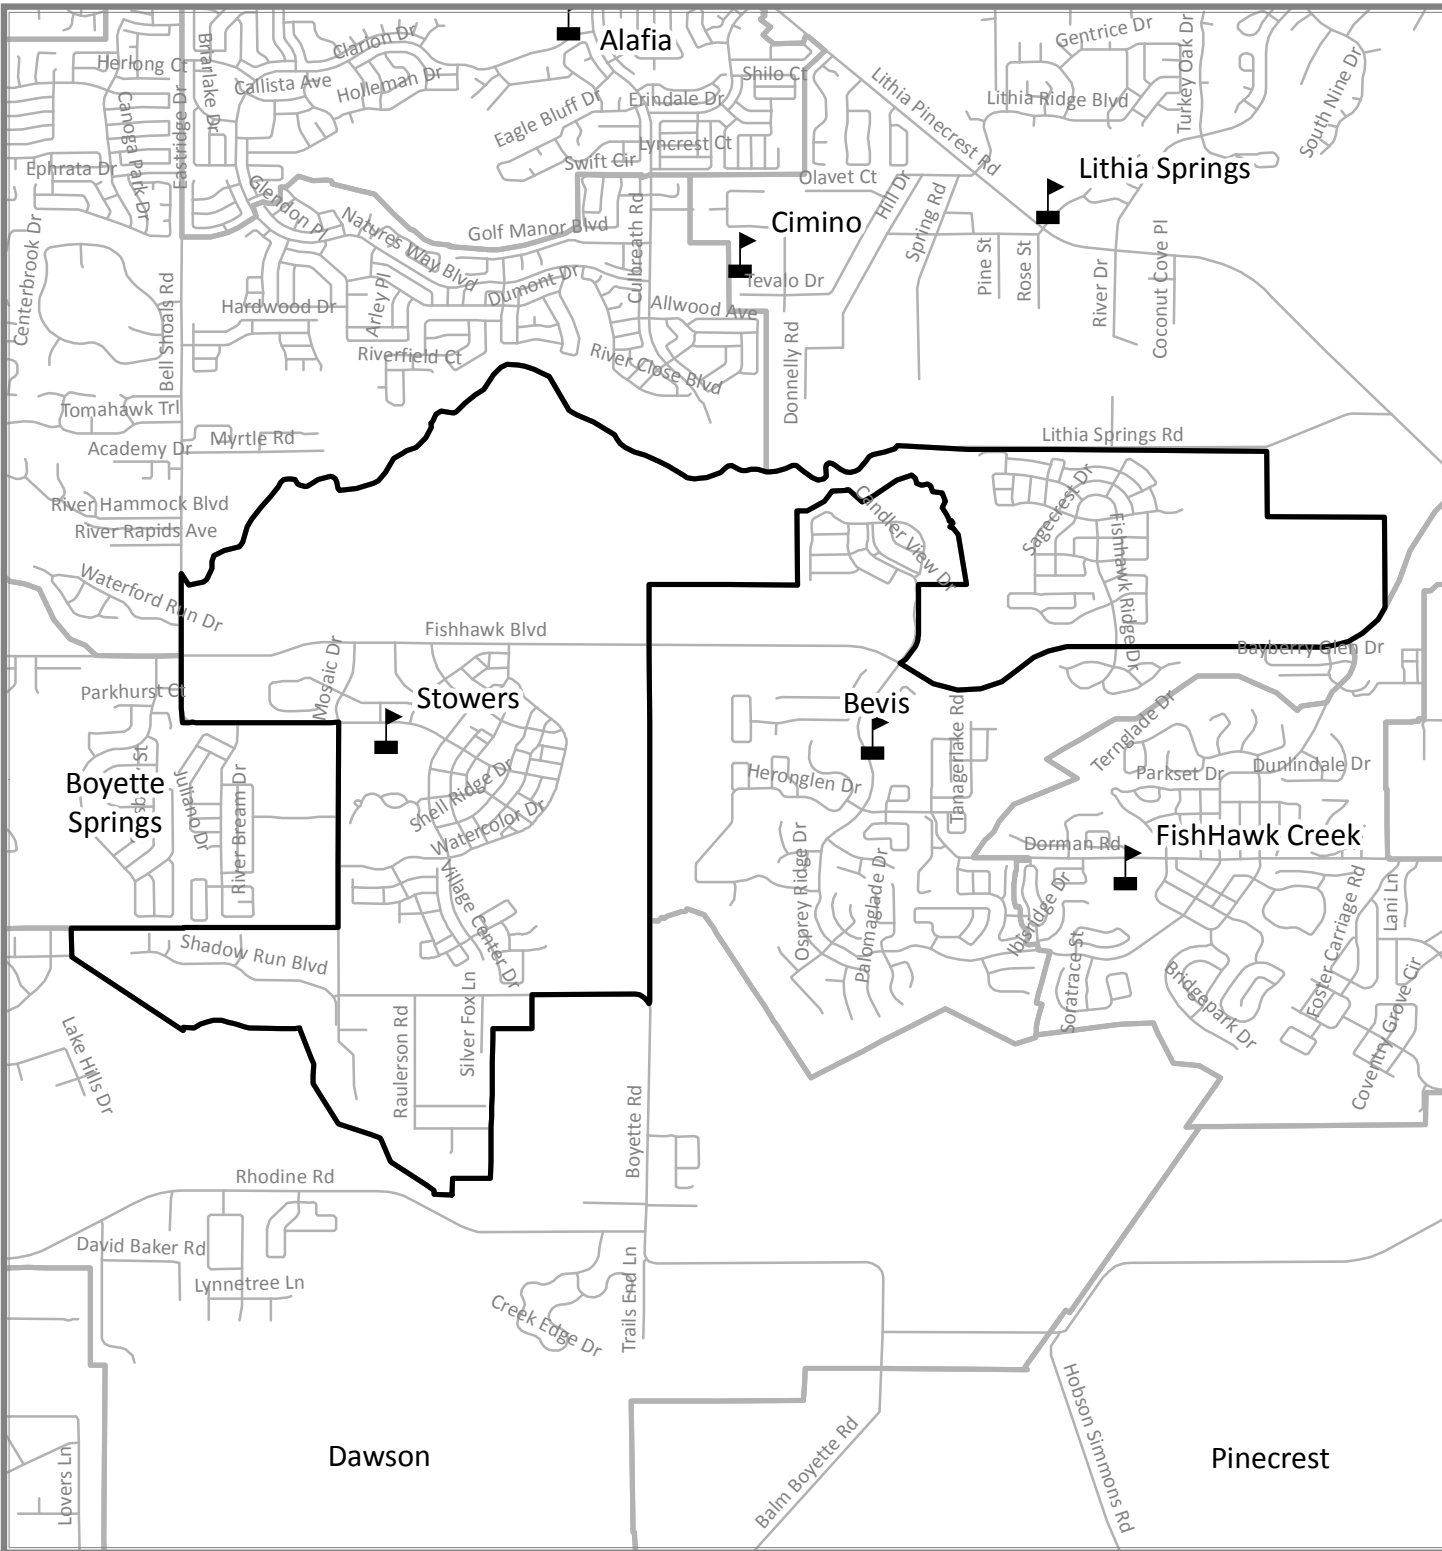 Alafia
Gentrice Dr
Turkey Oak Dr
South Nine Dr
Briarlake Dr
Clarion Dr
Herlong Ct
Callista Ave
Holleman Dr
Shilo Ct
Lithia Pinecrest Rd
Lithia Ridge Blvd
Canoga Park Dr
Eastridge Dr
Eagle Bluff Dr
Erindale Dr
Lyncrest Ct
Swift Cir
Ephrata Dr
Olavet Ct
Lithia Springs
Glendon Pl
Hill Dr
Spring Rd
Centerbrook Dr
Natures Way Blvd
Golf Manor Blvd
Culbreath Rd
Cimino
Pine St
Rose St
River Dr
Coconut Cove Pl
Bell Shoals Rd
Hardwood Dr
Arley Pl
Dumont Dr
Tevalo Dr
Allwood Ave
Riverfield Ct
River Close Blvd
Donnelly Rd
Tomahawk Trl
Academy Dr
Myrtle Rd
Lithia Springs Rd
River Hammock Blvd
River Rapids Ave
Candler View Dr
Sagecrest Dr
Fishhawk Ridge Dr
Waterford Run Dr
Fishhawk Blvd
Bayberry Glen Dr
Parkhurst Ct
Mosaic Dr
Stowers
Bevis
Tanagerlake Rd
Ternglade Dr
Boyette
Springs
Juliano Dr
River Bream Dr
Shell Ridge Dr
Watercolor Dr
Heronglen Dr
Parkset Dr
Dunlindale Dr
Osprey Ridge Dr
Palomaglade Dr
Dorman Rd
FishHawk Creek
Village Center Dr
Ibisridge Dr
Foster Carriage Rd
Lani Ln
Shadow Run Blvd
Soratrace St
Bridgepark Dr
Coventry Grove Cir
Lake Hills Dr
Raulerson Rd
Silver Fox Ln
Boyette Rd
Rhodine Rd
David Baker Rd
Lynnetree Ln
Creek Edge Dr
Trails End Ln
Hobson Simmons Rd
Balm Boyette Rd
Lovers Ln
Dawson
Pinecrest